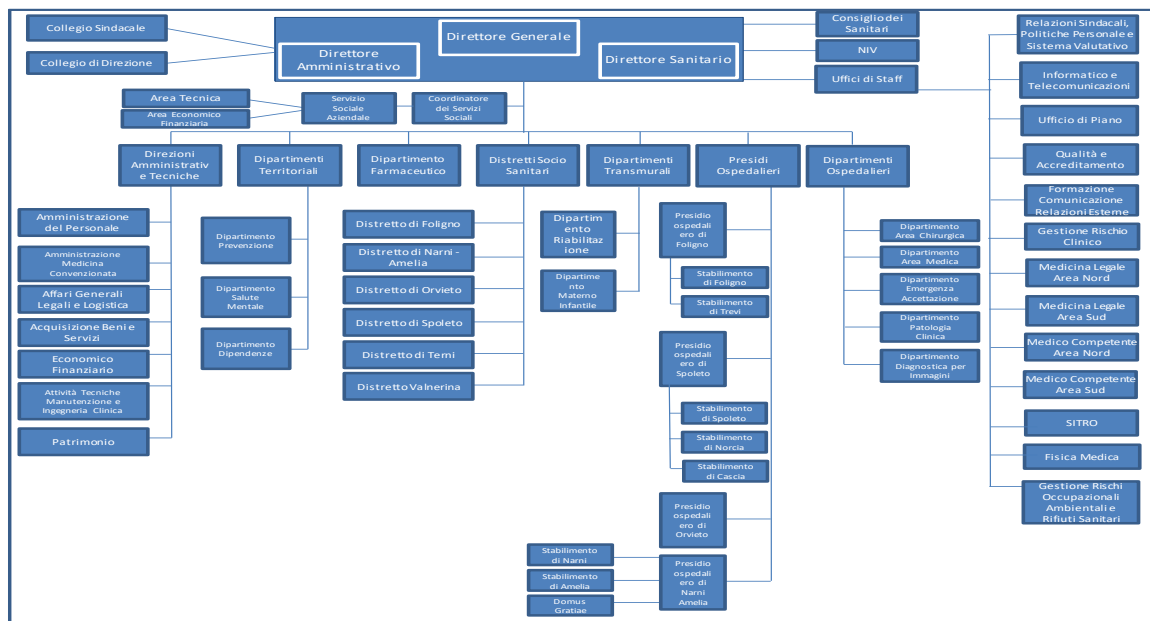 Collegio Sindacale
Collegio di Direzione
Direttore Generale
Direttore
Amministrativo
Direttore Sanitario
Consiglio dei
Sanitari
NIV
Uffici di Staff
Area Tecnica
Area Economico
Finanziaria
Servizio
Sociale
Aziendale
Coordinatore
dei Servizi
Sociali
Direzioni
Amministrativ
e Tecniche
Dipartimenti
Territoriali
Dipartimento
Farmaceutico
Distretti Socio
Sanitari
Dipartimenti
Transmurali
Presidi
Ospedalieri
Dipartimenti
Ospedalieri
Amministrazione
del Personale
Amministrazione
Medicina
Convenzionata
Affari Generali
Legali e Logistica
Acquisizione Beni e
Servizi
Economico
Finanziario
Attività Tecniche
Manutenzione e
Ingegneria Clinica
Patrimonio
Dipartimento
Prevenzione
Dipartimento
Salute
Mentale
Dipartimento
Dipendenze
Distretto di Foligno
Distretto di Narni -
Amelia
Distretto di Orvieto
Distretto di Spoleto
Distretto di Terni
Distretto Valnerina
Dipartim
ento
Riabilitaz
ione
Dipartime
nto
Materno
Infantile
Presidio
ospedali
ero di
Foligno
Stabilimento
di Foligno
Stabilimento
di Trevi
Presidio
ospedali
ero di
Spoleto
Stabilimento
di Spoleto
Stabilimento
di Norcia
Stabilimento
di Cascia
Presidio
ospedali
ero di
Orvieto
Presidio
ospedali
ero di
Narni
Amelia
Stabilimento
di Narni
Stabilimento
di Amelia
Domus
Gratiae
Dipartimento
Area Chirurgica
Dipartimento
Area Medica
Dipartimento
Emergenza
Accettazione
Dipartimento
Patologia
Clinica
Dipartimento
Diagnostica per
Immagini
Relazioni Sindacali,
Politiche Personale e
Sistema Valutativo
Informatico e
Telecomunicazioni
Ufficio di Piano
Qualità e
Accreditamento
Formazione
Comunicazione
Relazioni Esterne
Gestione Rischio
Clinico
Medicina Legale
Area Nord
Medicina Legale
Area Sud
Medico Competente
Area Nord
Medico Competente
Area Sud
SITRO
Fisica Medica
Gestione Rischi
Occupazionali
Ambientali e
Rifiuti Sanitari